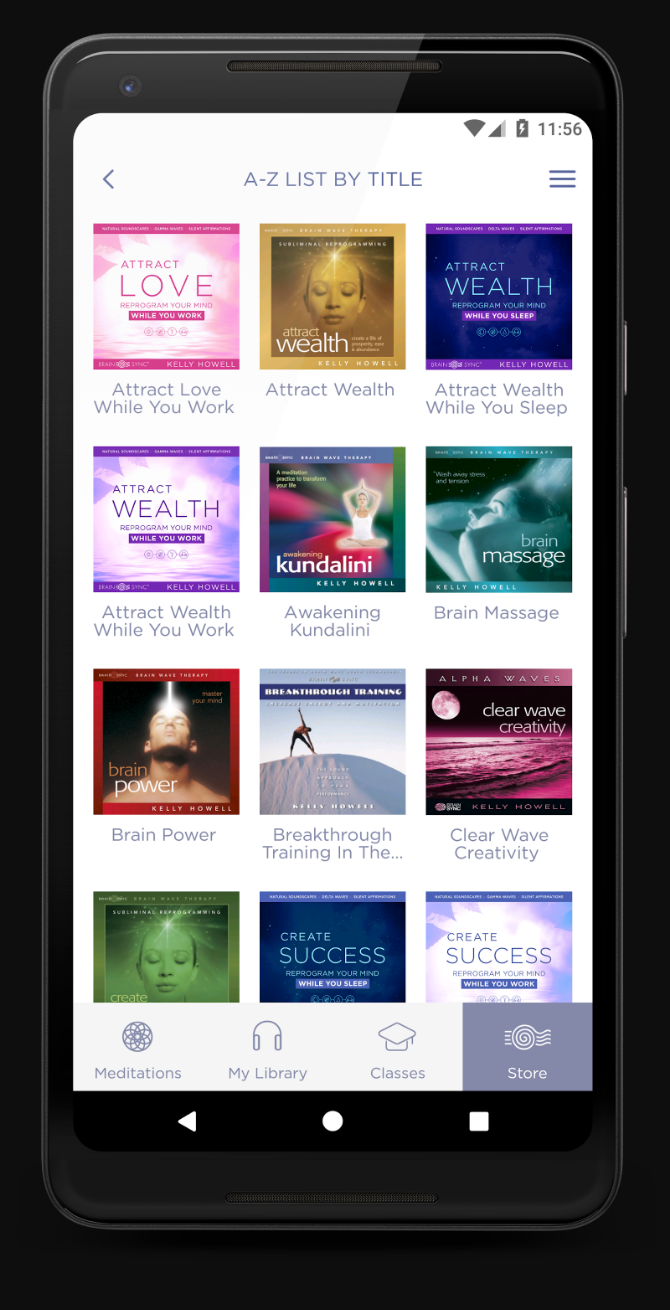 11:56
A-Z LIST BY TITLE
NATURAL SOUNDSCAPES · GAMMA WAVES · SILENT AFFIRMATIONS
ATTRACT
LOVE
REPROGRAM YOUR MIND
WHILE YOU WORK
BRAIN SYNC
KELLY HOWELL
Attract Love
While You Work
BRAIN SYNC BRAIN WAVE THERAPY
SUBLIMINAL REPROGRAMMING
attract
wealth
create a life of
prosperity, ease
& abundance
KELLY HOWELL
Attract Wealth
NATURAL SOUNDSCAPES · DELTA WAVES · SILENT AFFIRMATIONS
ATTRACT
WEALTH
REPROGRAM YOUR MIND
WHILE YOU SLEEP
BRAIN SYNC
KELLY HOWELL
Attract Wealth
While You Sleep
NATURAL SOUNDSCAPES · GAMMA WAVES · SILENT AFFIRMATIONS
ATTRACT
WEALTH
REPROGRAM YOUR MIND
WHILE YOU WORK
BRAIN SYNC
KELLY HOWELL
Attract Wealth
While You Work
BRAIN SYNC BRAIN WAVE THERAPY
A meditation
practice to transform
your life
awakening
kundalini
KELLY HOWELL
Awakening
Kundalini
BRAIN SYNC BRAIN WAVE THERAPY
Wash away stress
and tension
brain
massage
KELLY HOWELL
Brain Massage
BRAIN SYNC BRAIN WAVE THERAPY
master
your mind
brain
power
KELLY HOWELL
Brain Power
BRAIN SYNC
BREAKTHROUGH TRAINING
INCREASE ENERGY AND MOTIVATION
KELLY HOWELL
Breakthrough
Training In The...
ALPHA WAVES
clear wave
creativity
BRAIN
SYNC
KELLY HOWELL
Clear Wave
Creativity
BRAIN SYNC BRAIN WAVE THERAPY
SUBLIMINAL REPROGRAMMING
create
NATURAL SOUNDSCAPES · DELTA WAVES · SILENT AFFIRMATIONS
CREATE
SUCCESS
REPROGRAM YOUR MIND
WHILE YOU SLEEP
NATURAL SOUNDSCAPES · GAMMA WAVES · SILENT AFFIRMATIONS
CREATE
SUCCESS
REPROGRAM YOUR MIND
WHILE YOU WORK
Meditations
My Library
Classes
Store